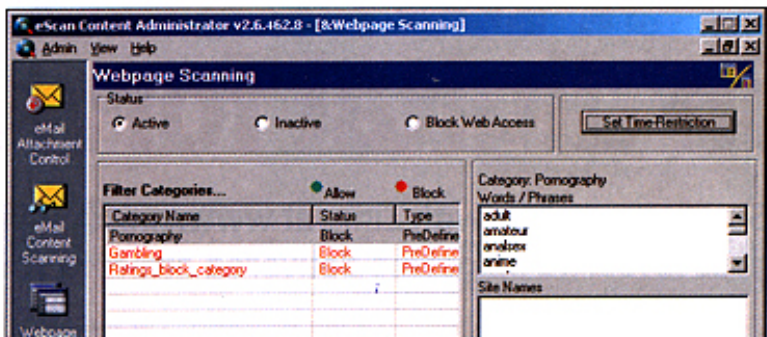 eScan Content Administrator v2.6.462.8 - [&Webpage Scanning]
Admin View Help
Webpage Scanning
Status
Active Inactive Block Web Access Set Time-Restriction
eMail
Attachment
Control
Filter Categories... Allow Block
Category Name Status Type
Pornography Block PreDefine
Gambling Block PreDefine
Ratings_block_category Block PreDefine
Category: Pornography
Words / Phrases
adult
amateur
analsex
anime
Site Names
eMail
Content
Scanning
Webpage